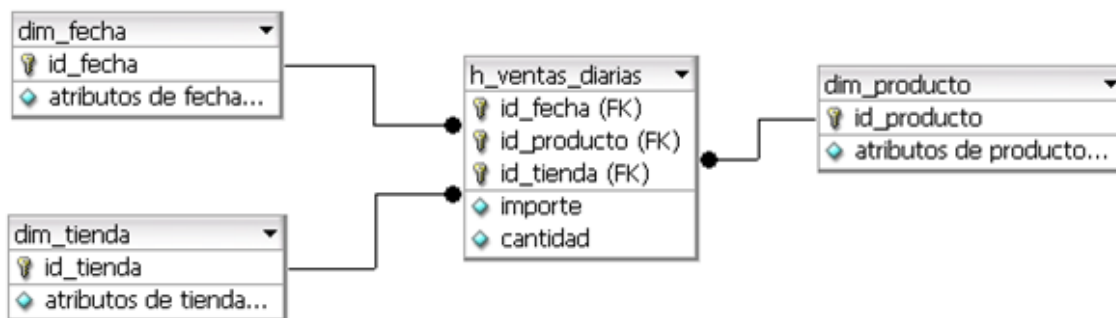 dim_fecha
id_fecha
atributos de fecha...
h_ventas_diarias
id_fecha (FK)
id_producto (FK)
id_tienda (FK)
importe
cantidad
dim_producto
id_producto
atributos de producto...
dim_tienda
id_tienda
atributos de tienda...